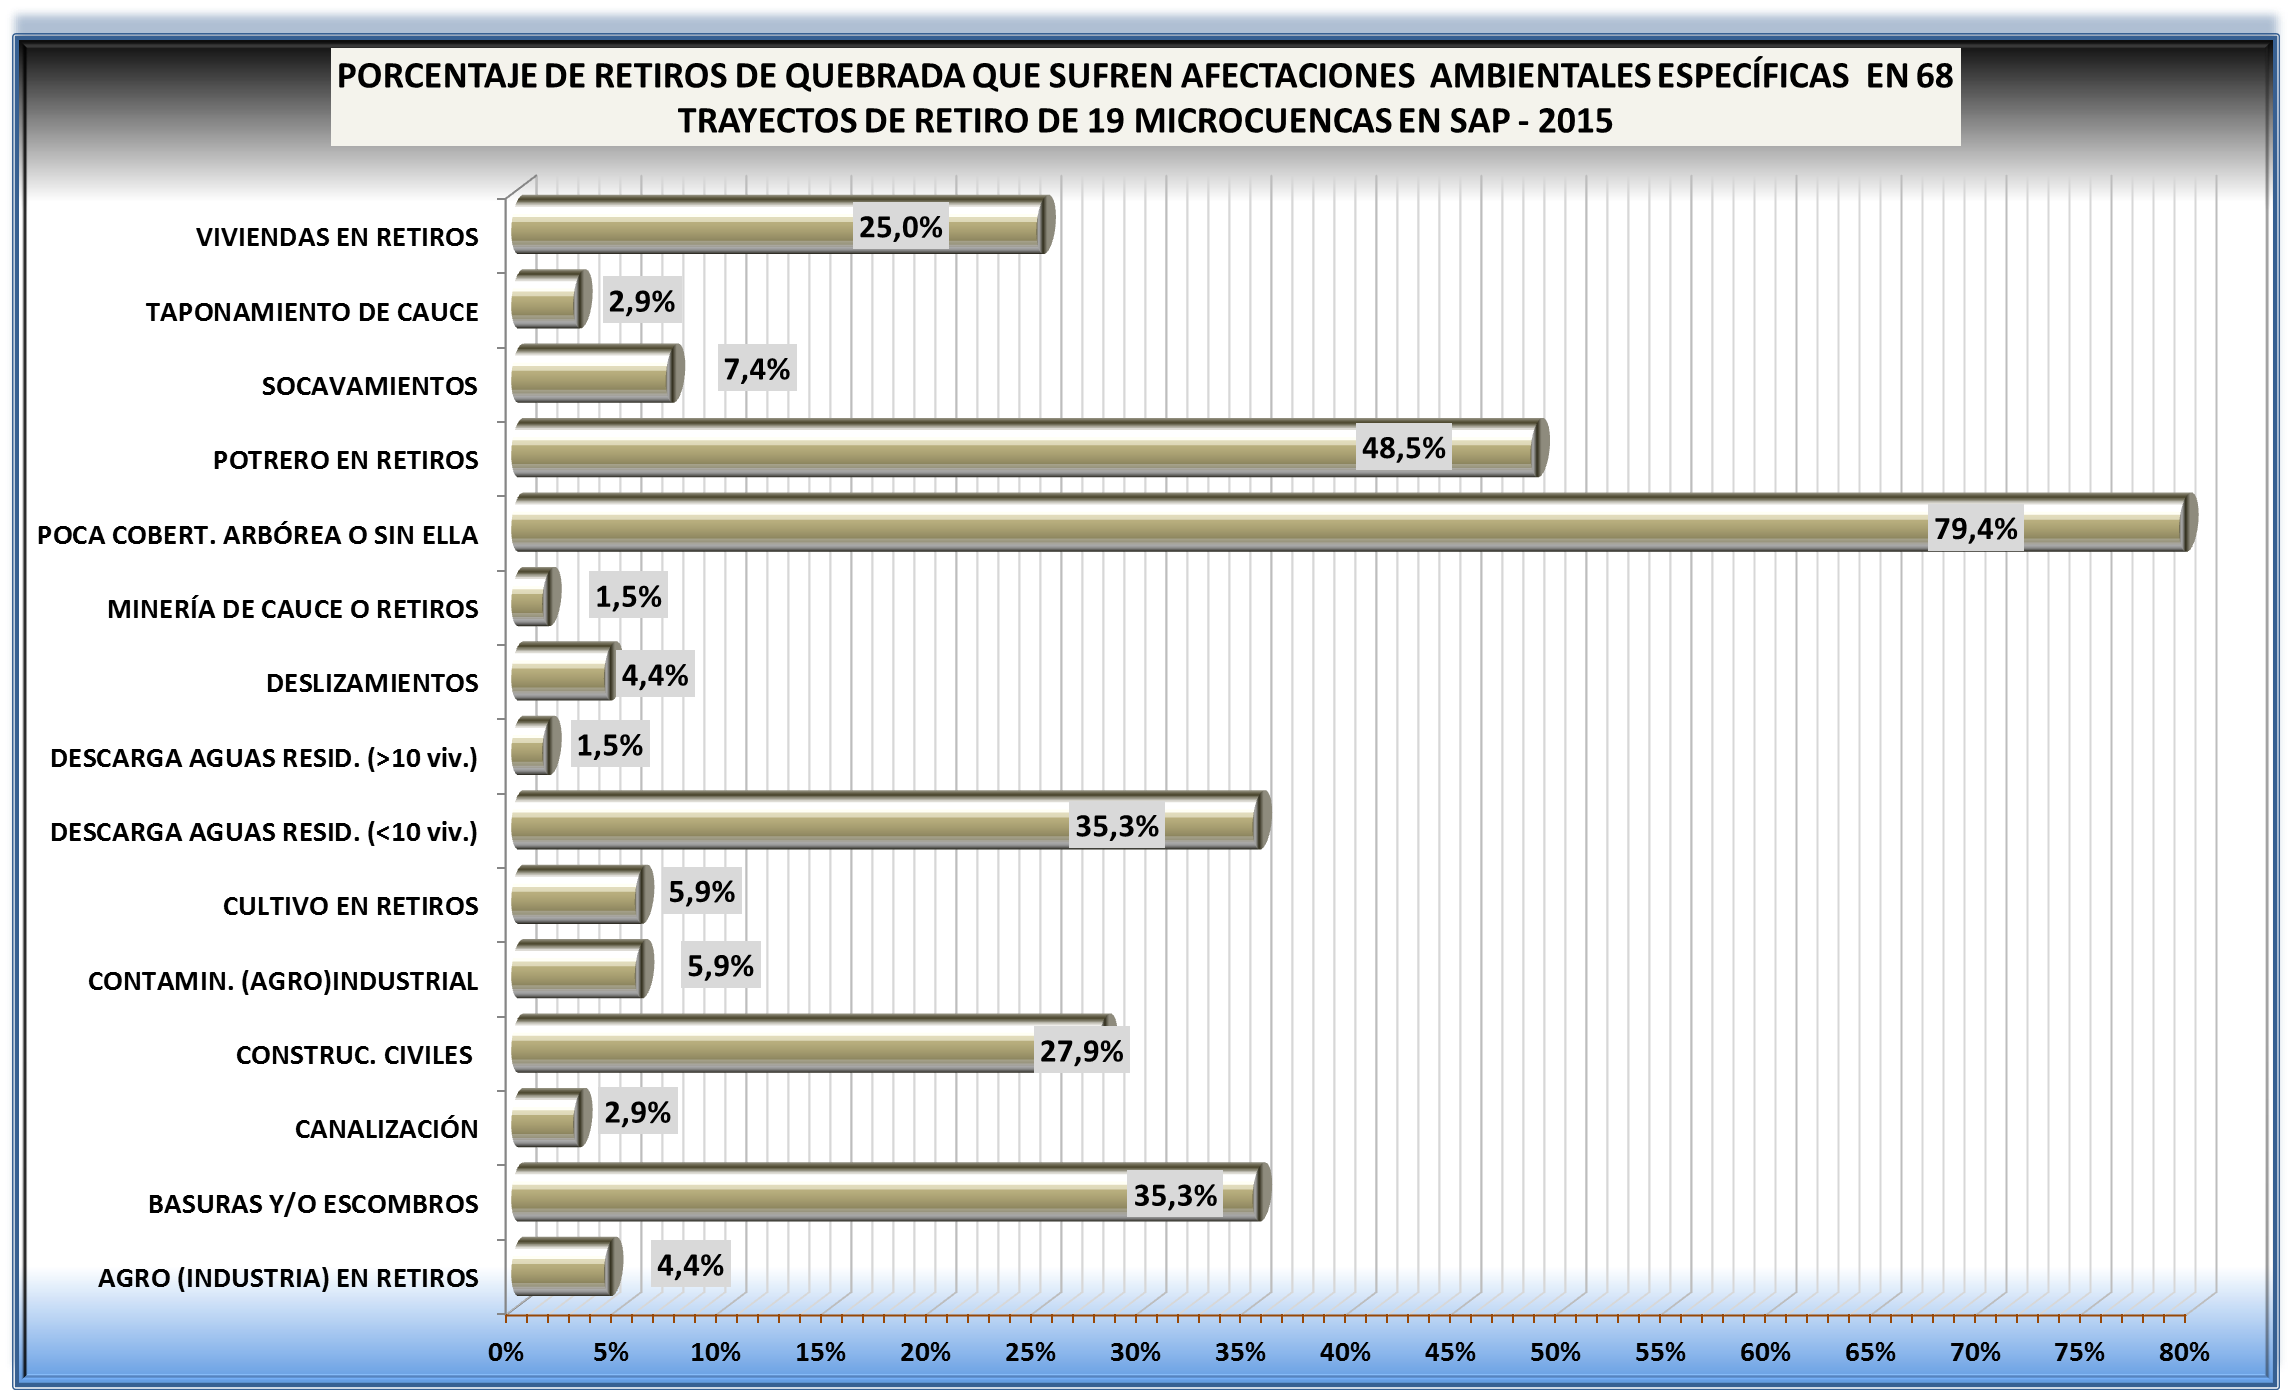 PORCENTAJE DE RETIROS DE QUEBRADA QUE SUFREN AFECTACIONES AMBIENTALES ESPECÍFICAS EN 68
TRAYECTOS DE RETIRO DE 19 MICROCUENCAS EN SAP - 2015
VIVIENDAS EN RETIROS 25,0%
TAPONAMIENTO DE CAUCE 2,9%
SOCAVAMIENTOS 7,4%
POTRERO EN RETIROS 48,5%
POCA COBERT. ARBÓREA O SIN ELLA 79,4%
MINERÍA DE CAUCE O RETIROS 1,5%
DESLIZAMIENTOS 4,4%
DESCARGA AGUAS RESID. (>10 viv.) 1,5%
DESCARGA AGUAS RESID. (<10 viv.) 35,3%
CULTIVO EN RETIROS 5,9%
CONTAMIN. (AGRO)INDUSTRIAL 5,9%
CONSTRUC. CIVILES 27,9%
CANALIZACIÓN 2,9%
BASURAS Y/O ESCOMBROS 35,3%
AGRO (INDUSTRIA) EN RETIROS 4,4%
0% 5% 10% 15% 20% 25% 30% 35% 40% 45% 50% 55% 60% 65% 70% 75% 80%